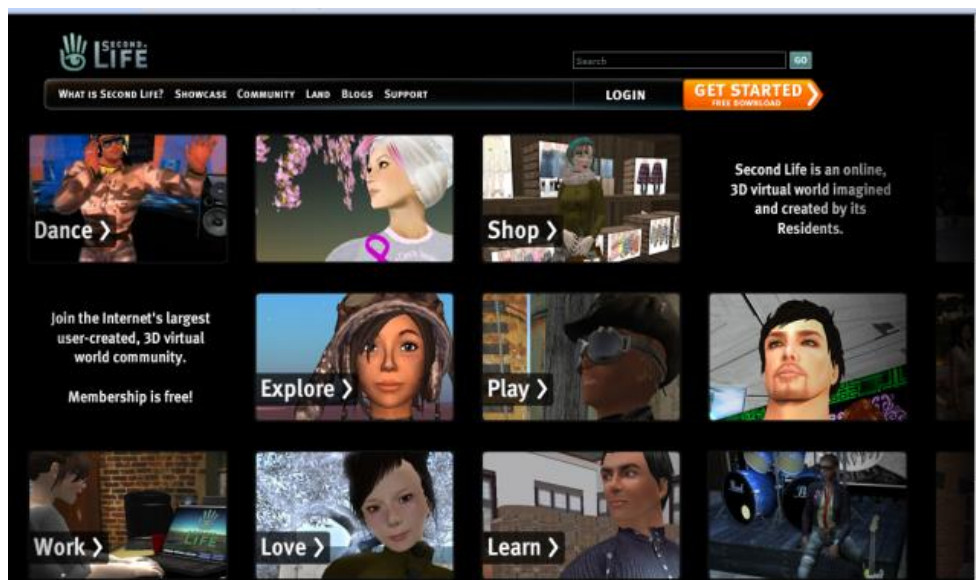 SECOND
LIFE
Search
GO
WHAT IS SECOND LIFE? SHOWCASE COMMUNITY LAND BLOGS SUPPORT
LOGIN
GET STARTED
FREE DOWNLOAD
Dance ❯
Shop ❯
Second Life is an online,
3D virtual world imagined
and created by its
Residents.
Join the Internet's largest
user-created, 3D virtual
world community.
Membership is free!
Explore ❯
Play ❯
Work ❯
LIFE
Love ❯
Learn ❯